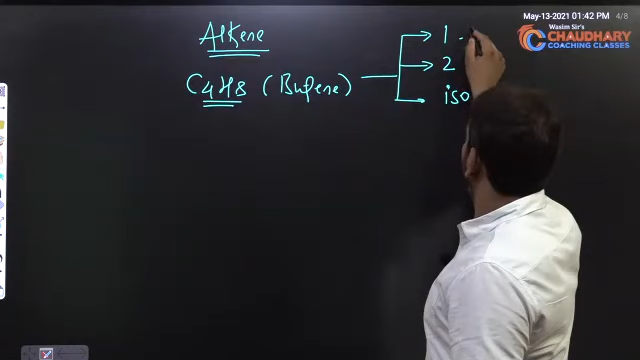 May-13-2021 01:42 PM 4/8
Wasim Sir's
CHAUDHARY
COACHING CLASSES
Alkene
C4H8 (Butene)
1 -
2
iso